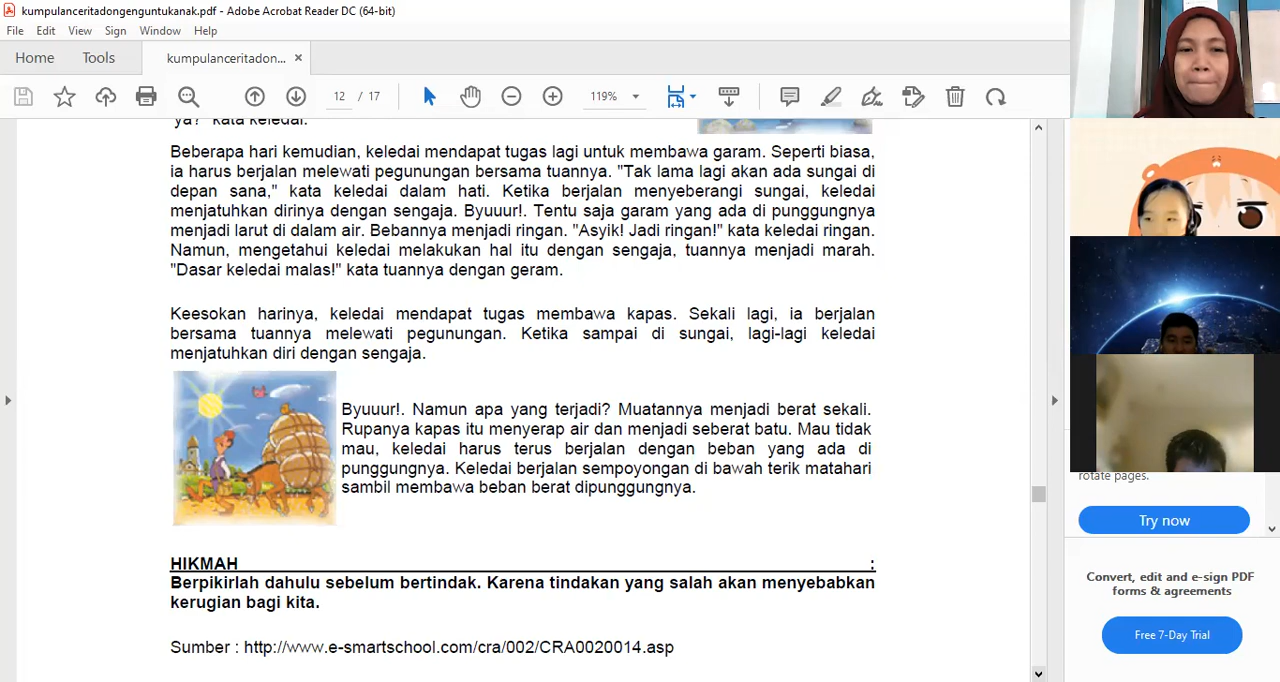 kumpulanceritadongenguntukanak.pdf - Adobe Acrobat Reader DC (64-bit)
File Edit View Sign Window Help
Home Tools kumpulanceritadon... ×
12 / 17 119%
ya?" kata keledai.
Beberapa hari kemudian, keledai mendapat tugas lagi untuk membawa garam. Seperti biasa,
ia harus berjalan melewati pegunungan bersama tuannya. "Tak lama lagi akan ada sungai di
depan sana," kata keledai dalam hati. Ketika berjalan menyeberangi sungai, keledai
menjatuhkan dirinya dengan sengaja. Byuuur!. Tentu saja garam yang ada di punggungnya
menjadi larut di dalam air. Bebannya menjadi ringan. "Asyik! Jadi ringan!" kata keledai ringan.
Namun, mengetahui keledai melakukan hal itu dengan sengaja, tuannya menjadi marah.
"Dasar keledai malas!" kata tuannya dengan geram.
Keesokan harinya, keledai mendapat tugas membawa kapas. Sekali lagi, ia berjalan
bersama tuannya melewati pegunungan. Ketika sampai di sungai, lagi-lagi keledai
menjatuhkan diri dengan sengaja.
Byuuur!. Namun apa yang terjadi? Muatannya menjadi berat sekali.
Rupanya kapas itu menyerap air dan menjadi seberat batu. Mau tidak
mau, keledai harus terus berjalan dengan beban yang ada di
punggungnya. Keledai berjalan sempoyongan di bawah terik matahari
sambil membawa beban berat dipunggungnya.
HIKMAH :
Berpikirlah dahulu sebelum bertindak. Karena tindakan yang salah akan menyebabkan
kerugian bagi kita.
Sumber : http://www.e-smartschool.com/cra/002/CRA0020014.asp
rotate pages.
Try now
Convert, edit and e-sign PDF
forms & agreements
Free 7-Day Trial